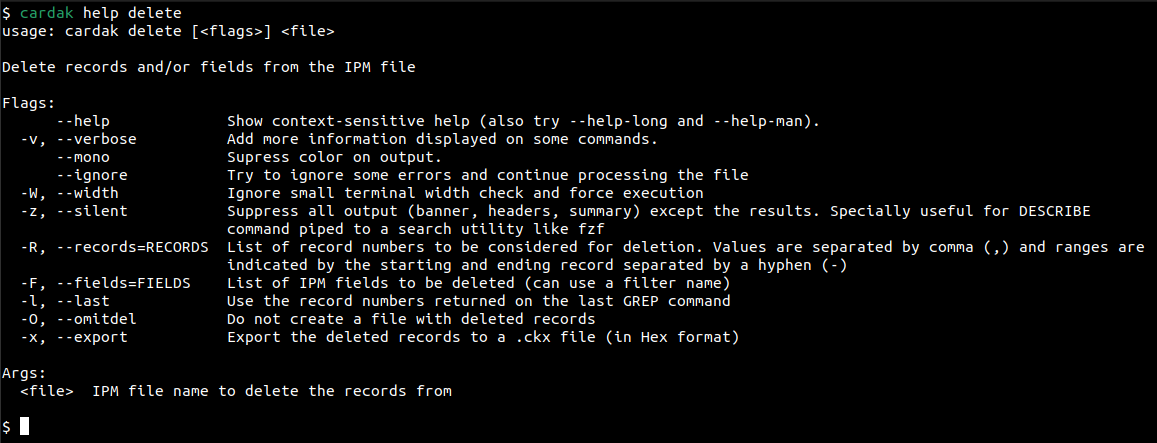 $ cardak help delete
usage: cardak delete [<flags>] <file>
Delete records and/or fields from the IPM file
Flags:
--help Show context-sensitive help (also try --help-long and --help-man).
-v, --verbose Add more information displayed on some commands.
--mono Supress color on output.
--ignore Try to ignore some errors and continue processing the file
-W, --width Ignore small terminal width check and force execution
-z, --silent Suppress all output (banner, headers, summary) except the results. Specially useful for DESCRIBE
command piped to a search utility like fzf
-R, --records=RECORDS List of record numbers to be considered for deletion. Values are separated by comma (,) and ranges are
indicated by the starting and ending record separated by a hyphen (-)
-F, --fields=FIELDS List of IPM fields to be deleted (can use a filter name)
-l, --last Use the record numbers returned on the last GREP command
-O, --omitdel Do not create a file with deleted records
-x, --export Export the deleted records to a .ckx file (in Hex format)
Args:
<file> IPM file name to delete the records from
$